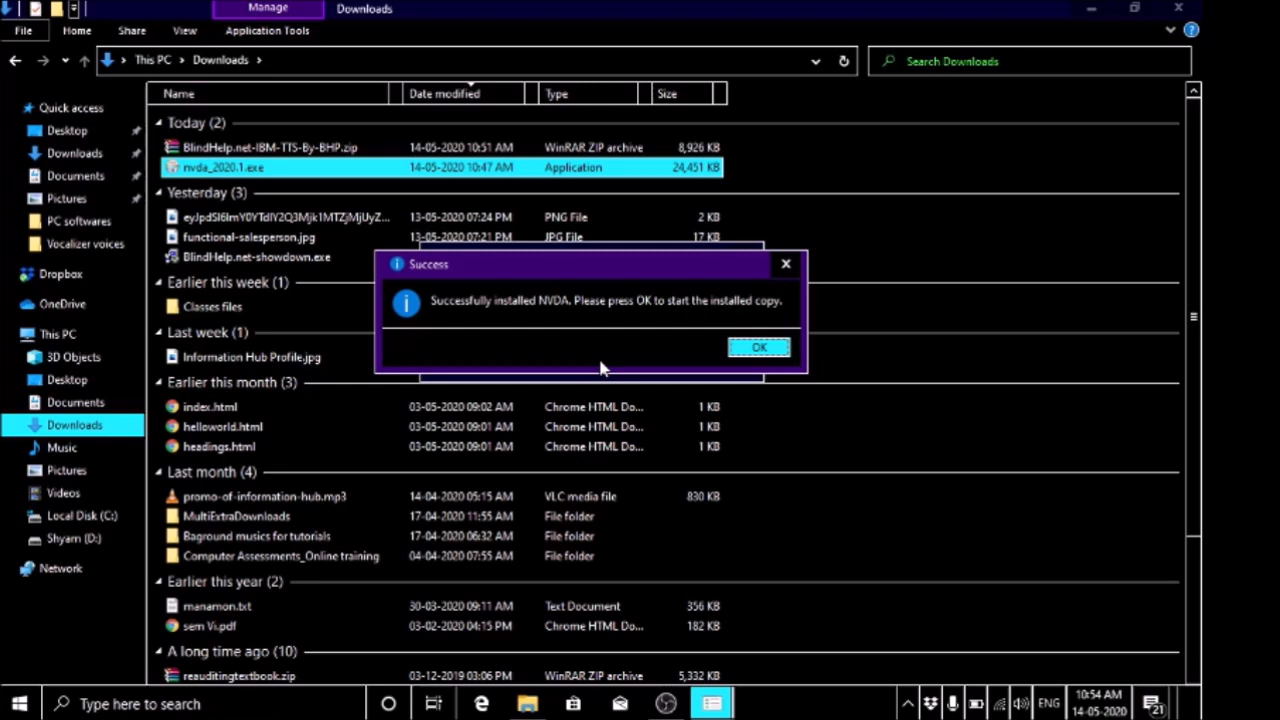 Manage
Downloads
File
Home
Share
View
Application Tools
This PC
Downloads
Search Downloads
Name
Date modified
Type
Size
Quick access
Desktop
Downloads
Documents
Pictures
PC softwares
Vocalizer voices
Dropbox
OneDrive
This PC
3D Objects
Desktop
Documents
Downloads
Music
Pictures
Videos
Local Disk (C:)
Shyam (D:)
Network
Today (2)
BlindHelp.net-IBM-TTS-By-BHP.zip 14-05-2020 10:51 AM WinRAR ZIP archive 8,926 KB
nvda_2020.1.exe 14-05-2020 10:47 AM Application 24,451 KB
Yesterday (3)
13-05-2020 07:24 PM PNG File 2 KB
functional-salesperson.jpg 13-05-2020 07:21 PM JPG File 17 KB
BlindHelp.net-showdown.exe
Earlier this week (1)
Classes files
Last week (1)
Information Hub Profile.jpg
Earlier this month (3)
index.html 03-05-2020 09:02 AM Chrome HTML Do... 1 KB
helloworld.html 03-05-2020 09:01 AM Chrome HTML Do... 1 KB
headings.html 03-05-2020 09:01 AM Chrome HTML Do... 1 KB
Last month (4)
promo-of-information-hub.mp3 14-04-2020 05:15 AM VLC media file 830 KB
MultiExtraDownloads 17-04-2020 11:55 AM File folder
Baground musics for tutorials 17-04-2020 06:32 AM File folder
Computer Assessments_Online training 04-04-2020 07:55 AM File folder
Earlier this year (2)
manamon.txt 30-03-2020 09:11 AM Text Document 356 KB
sem Vi.pdf 03-02-2020 04:15 PM Chrome HTML Do... 182 KB
A long time ago (10)
reauditingtextbook.zip 03-12-2019 03:06 PM WinRAR ZIP archive 5,332 KB
Success
Successfully installed NVDA. Please press OK to start the installed copy.
OK
Type here to search
ENG
10:54 AM
14-05-2020
21